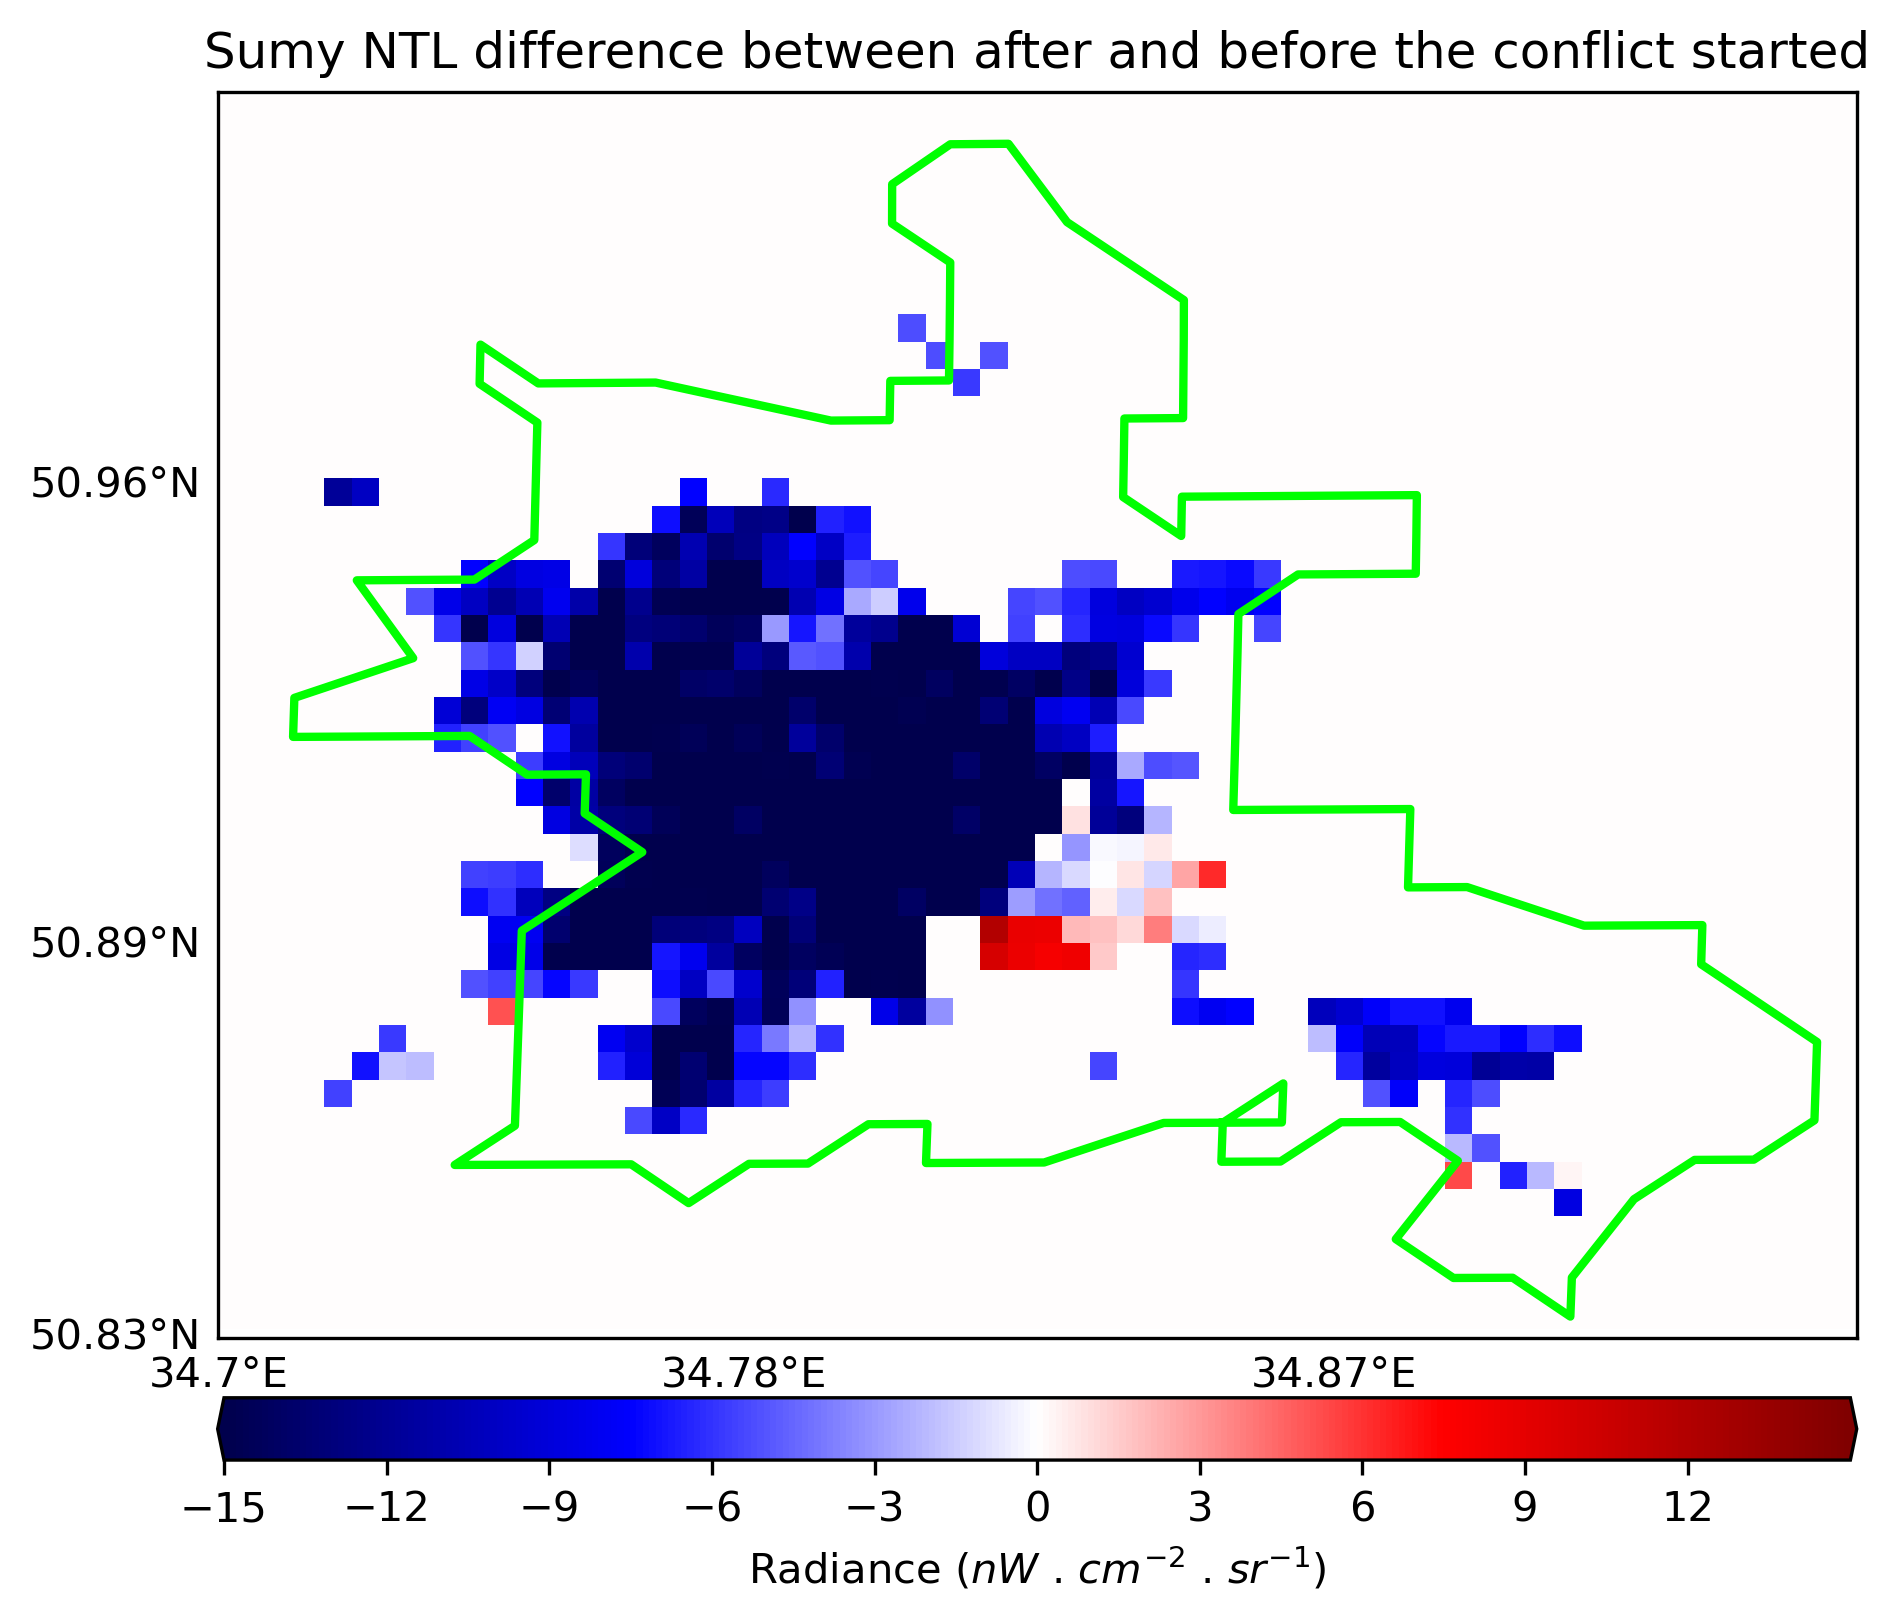 Sumy NTL difference between after and before the conflict started
50.96°N
50.89°N
50.83°N
34.7°E 34.78°E 34.87°E
−15 −12 −9 −6 −3 0 3 6 9 12
Radiance (nW . cm⁻² . sr⁻¹)